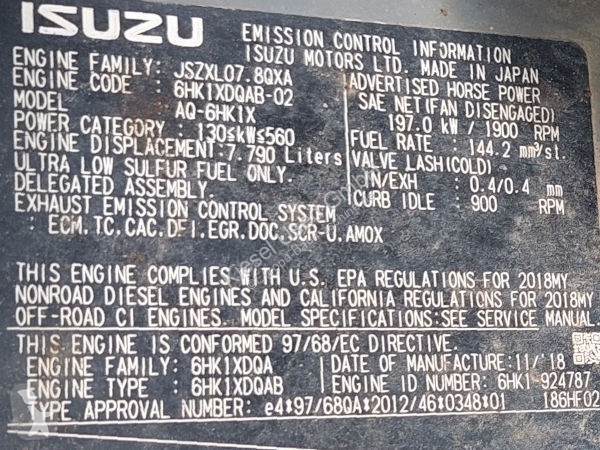 ISUZU
EMISSION CONTROL INFORMATION
ISUZU MOTORS LTD. MADE IN JAPAN
ENGINE FAMILY: JSZXL07.8QXA
ENGINE CODE : 6HK1XDQAB-02
MODEL AQ-6HK1X
POWER CATEGORY : 130≤kW≤560
ENGINE DISPLACEMENT:7.790 Liters
ULTRA LOW SULFUR FUEL ONLY.
DELEGATED ASSEMBLY.
EXHAUST EMISSION CONTROL SYSTEM
: ECM.TC.CAC.DFI.EGR.DOC.SCR-U.AMOX
ADVERTISED HORSE POWER
SAE NET(FAN DISENGAGED)
197.0 kW / 1900 RPM
FUEL RATE : 144.2 mm³/st.
VALVE LASH(COLD)
IN/EXH : 0.4/0.4 mm
CURB IDLE : 900 RPM
THIS ENGINE COMPLIES WITH U.S. EPA REGULATIONS FOR 2018MY
NONROAD DIESEL ENGINES AND CALIFORNIA REGULATIONS FOR 2018MY
OFF-ROAD CI ENGINES. MODEL SPECIFICATIONS:SEE SERVICE MANUAL
THIS ENGINE IS CONFORMED 97/68/EC DIRECTIVE.
ENGINE FAMILY : 6HK1XDQA
ENGINE TYPE : 6HK1XDQAB
DATE OF MANUFACTURE:11/'18
ENGINE ID NUMBER: 6HK1-924787
TYPE APPROVAL NUMBER: e4*97/68QA*2012/46*0348*01
186HF02